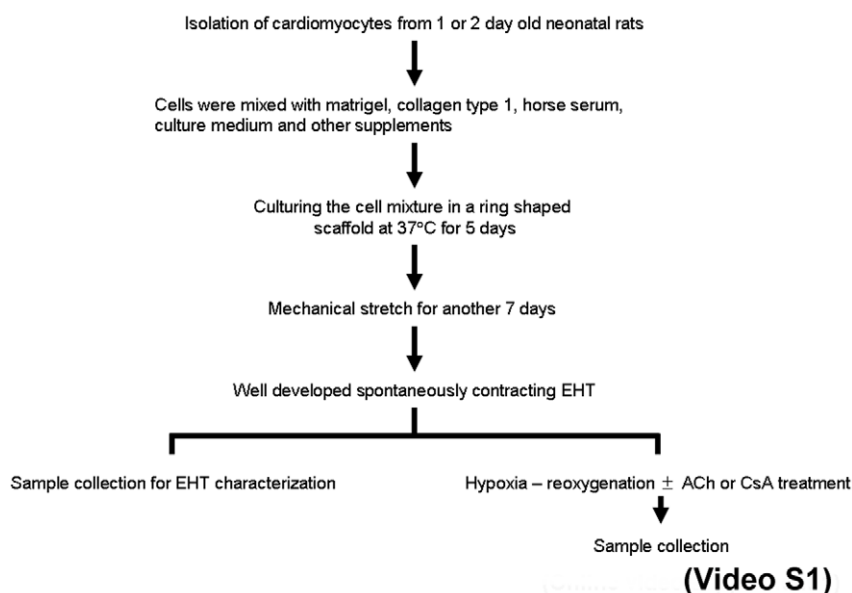 Isolation of cardiomyocytes from 1 or 2 day old neonatal rats
Cells were mixed with matrigel, collagen type 1, horse serum,
culture medium and other supplements
Culturing the cell mixture in a ring shaped
scaffold at 37°C for 5 days
Mechanical stretch for another 7 days
Well developed spontaneously contracting EHT
Sample collection for EHT characterization
Hypoxia – reoxygenation ± ACh or CsA treatment
Sample collection
(Video S1)